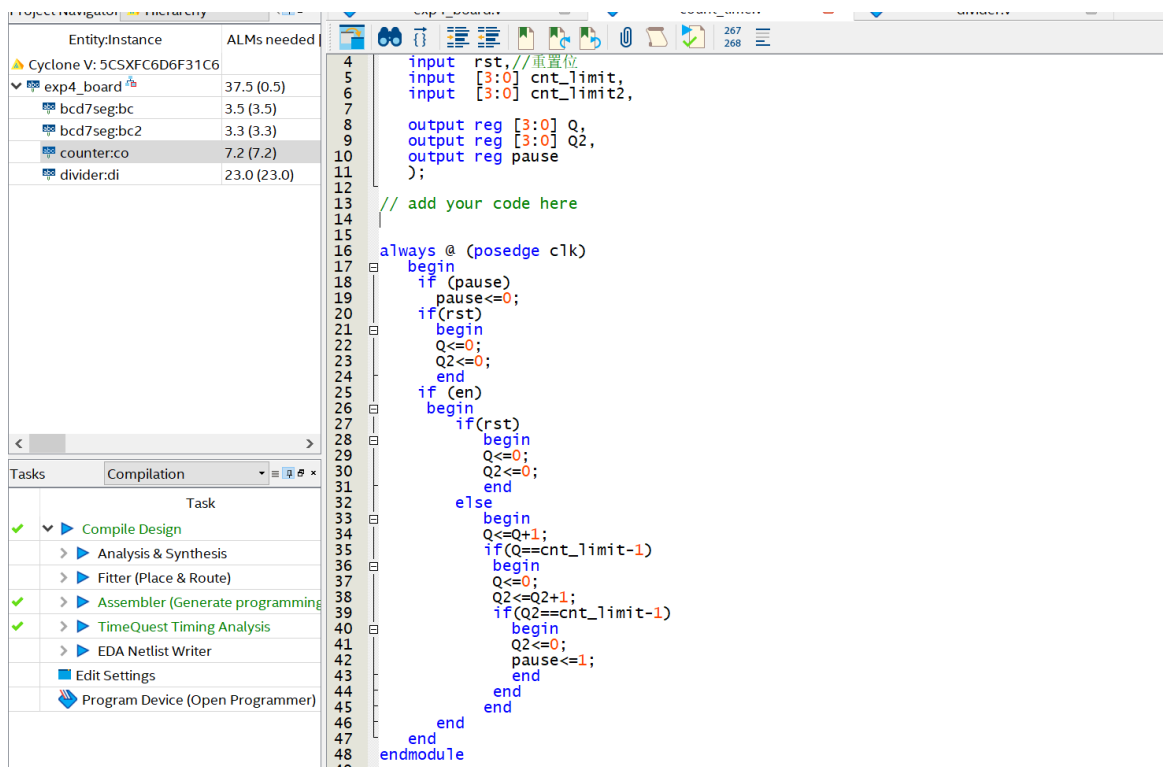 Project Navigator Hierarchy
exp4_board.v
count_timer.v
divider.v
Entity:Instance ALMs needed [
Cyclone V: 5CSXFC6D6F31C6
exp4_board 37.5 (0.5)
bcd7seg:bc 3.5 (3.5)
bcd7seg:bc2 3.3 (3.3)
counter:co 7.2 (7.2)
divider:di 23.0 (23.0)
Tasks Compilation
Task
Compile Design
Analysis & Synthesis
Fitter (Place & Route)
Assembler (Generate programming
TimeQuest Timing Analysis
EDA Netlist Writer
Edit Settings
Program Device (Open Programmer)
267
268
4 input rst,//重置位
5 input [3:0] cnt_limit,
6 input [3:0] cnt_limit2,
7
8 output reg [3:0] Q,
9 output reg [3:0] Q2,
10 output reg pause
11 );
12
13 // add your code here
14
15
16 always @ (posedge clk)
17 begin
18 if (pause)
19 pause<=0;
20 if(rst)
21 begin
22 Q<=0;
23 Q2<=0;
24 end
25 if (en)
26 begin
27 if(rst)
28 begin
29 Q<=0;
30 Q2<=0;
31 end
32 else
33 begin
34 Q<=Q+1;
35 if(Q==cnt_limit-1)
36 begin
37 Q<=0;
38 Q2<=Q2+1;
39 if(Q2==cnt_limit-1)
40 begin
41 Q2<=0;
42 pause<=1;
43 end
44 end
45 end
46 end
47 end
48 endmodule